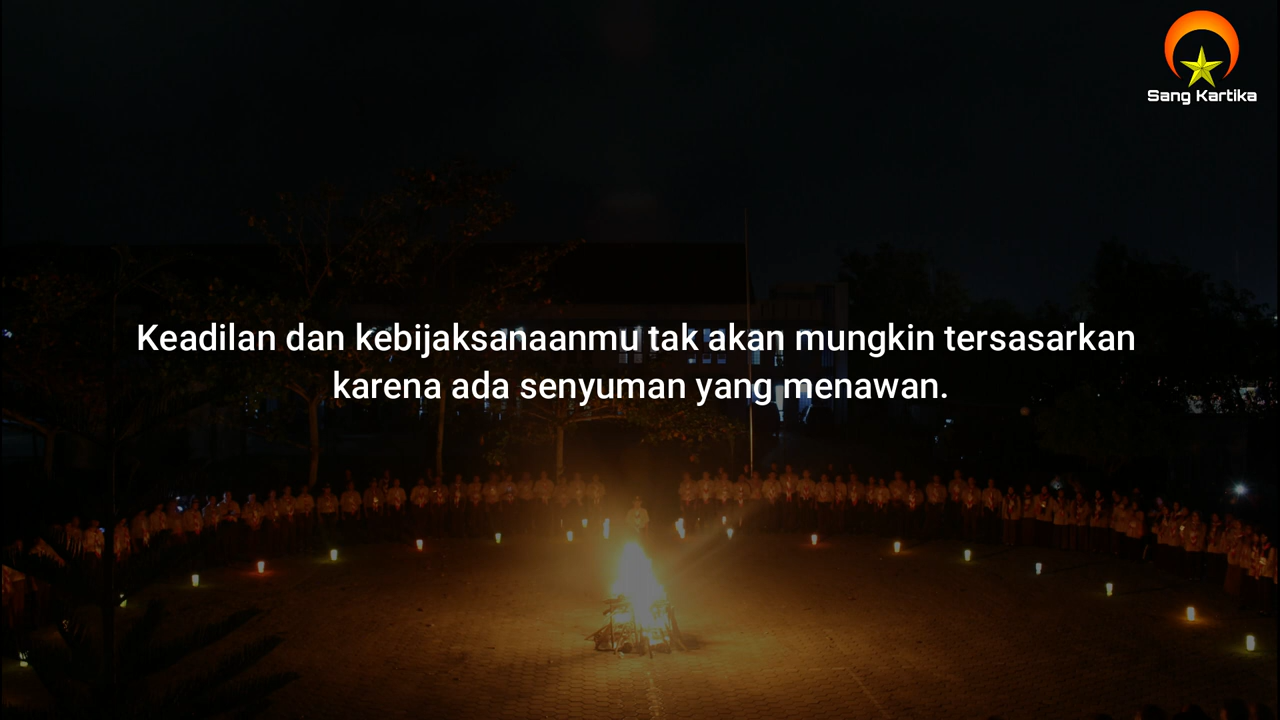 Sang Kartika
Keadilan dan kebijaksanaanmu tak akan mungkin tersasarkan
karena ada senyuman yang menawan.